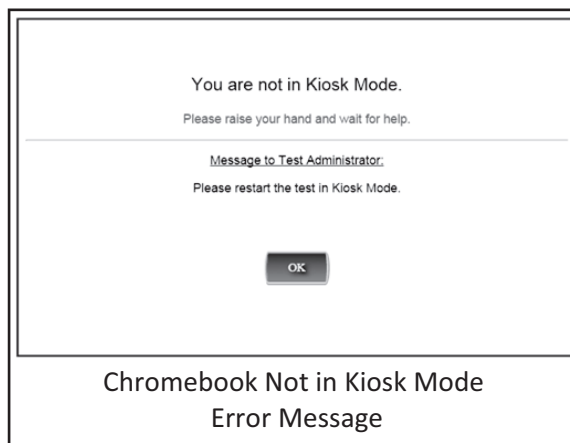 You are not in Kiosk Mode.
Please raise your hand and wait for help.
Message to Test Administrator:
Please restart the test in Kiosk Mode.
OK
Chromebook Not in Kiosk Mode
Error Message